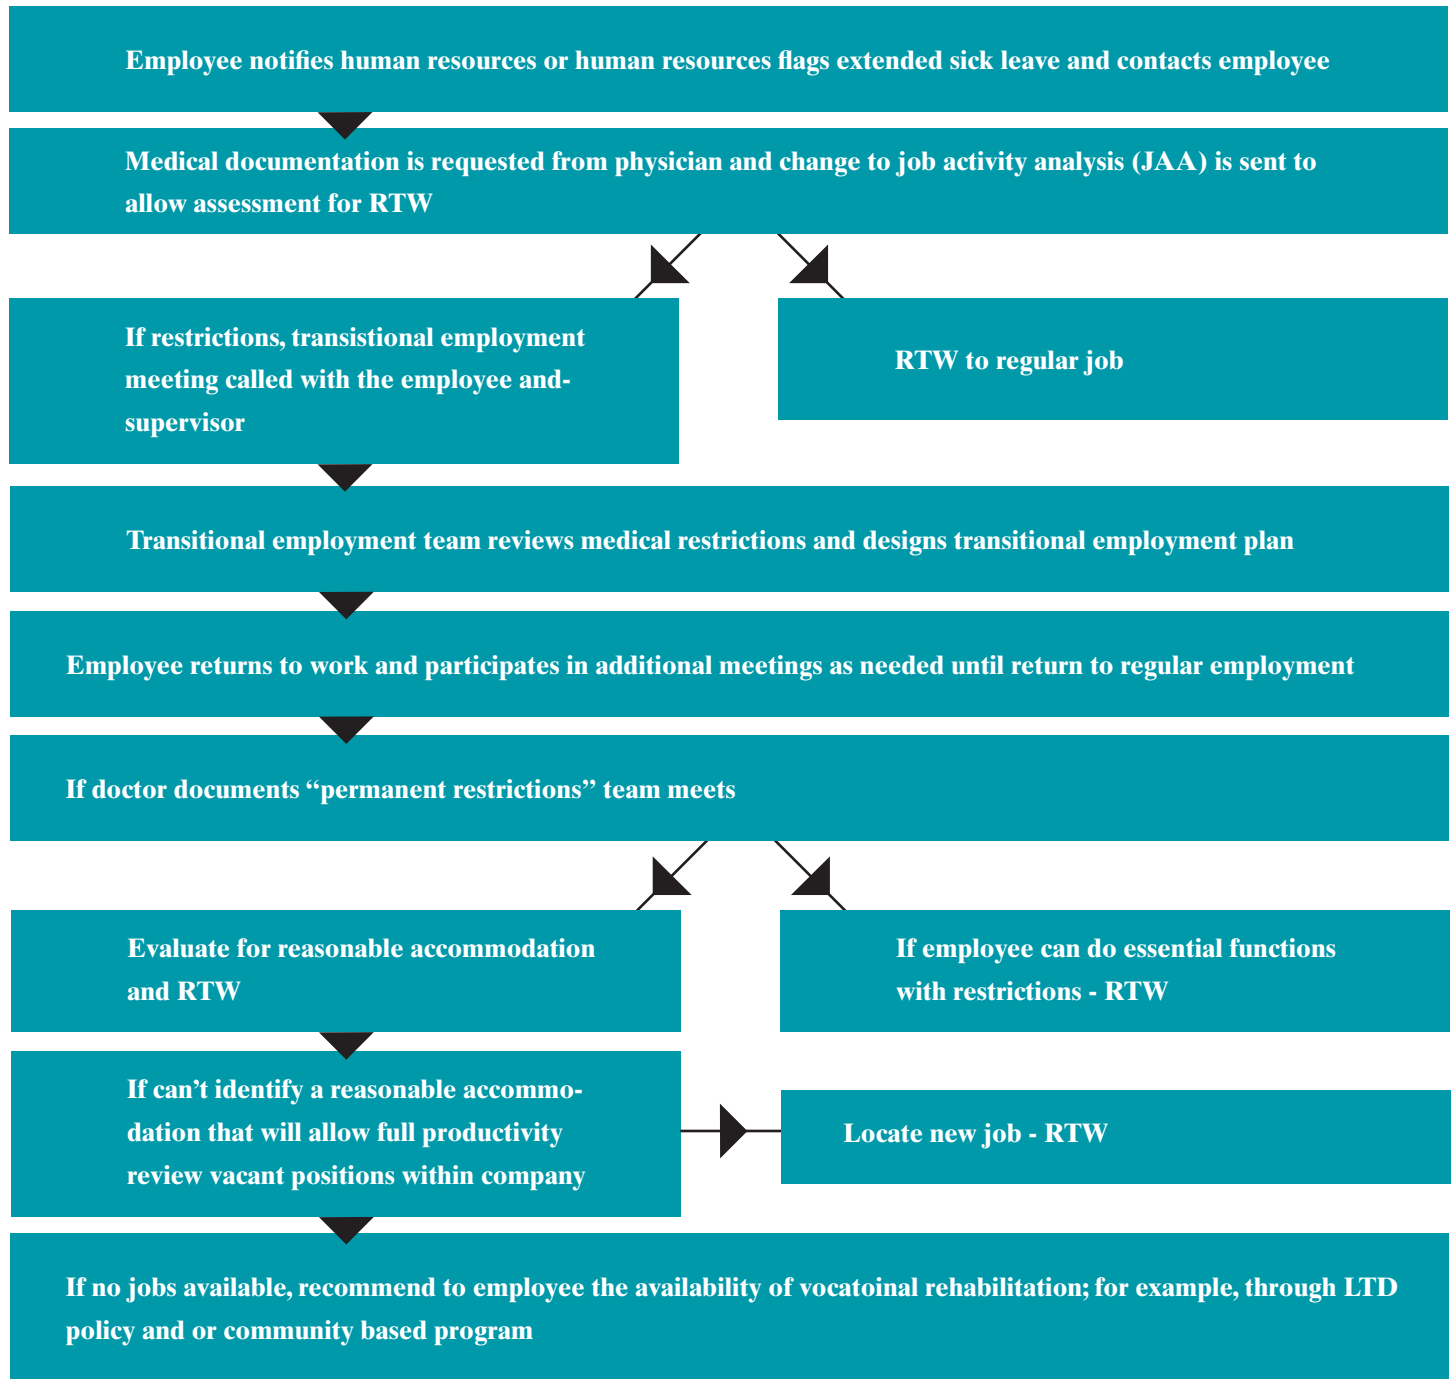 Employee notifies human resources or human resources flags extended sick leave and contacts employee
Medical documentation is requested from physician and change to job activity analysis (JAA) is sent to
allow assessment for RTW
If restrictions, transistional employment
meeting called with the employee and-
supervisor
RTW to regular job
Transitional employment team reviews medical restrictions and designs transitional employment plan
Employee returns to work and participates in additional meetings as needed until return to regular employment
If doctor documents “permanent restrictions” team meets
Evaluate for reasonable accommodation
and RTW
If employee can do essential functions
with restrictions - RTW
If can’t identify a reasonable accommo-
dation that will allow full productivity
review vacant positions within company
Locate new job - RTW
If no jobs available, recommend to employee the availability of vocatoinal rehabilitation; for example, through LTD
policy and or community based program